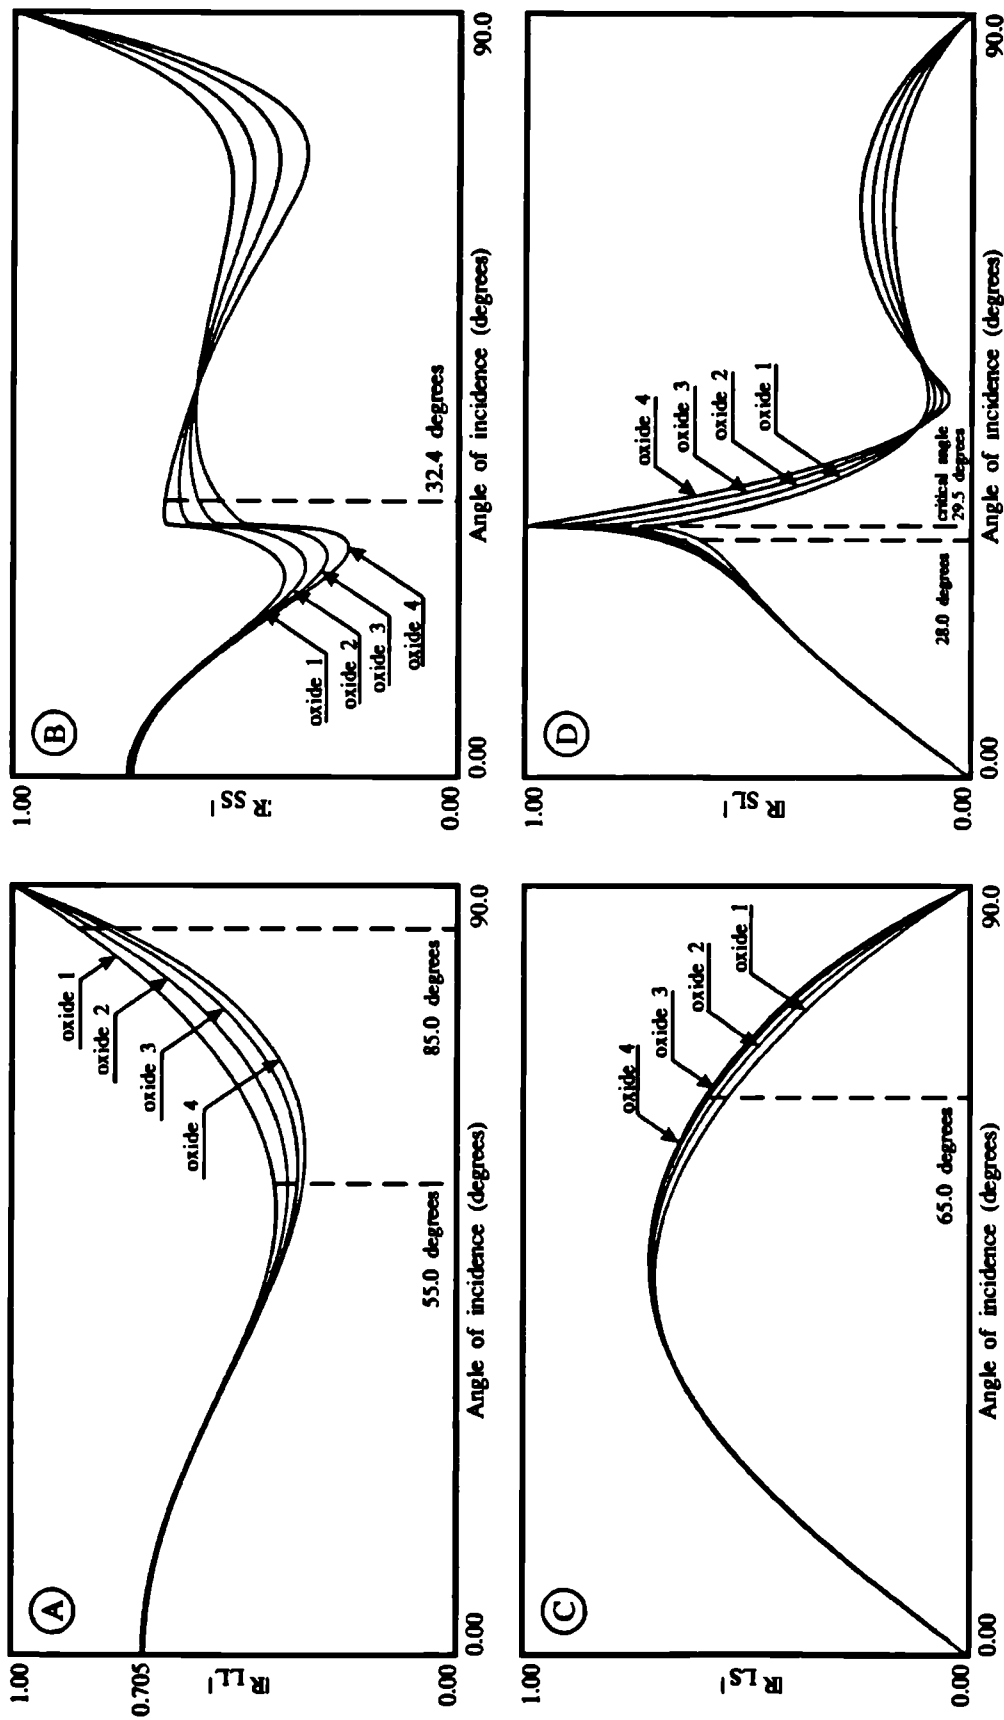 A
1.00
0.705
0.00
R̅ LL'
oxide 1
oxide 2
oxide 3
oxide 4
55.0 degrees
85.0 degrees
0.00
90.0
Angle of incidence (degrees)
B
1.00
0.00
R̅ SS'
oxide 1
oxide 2
oxide 3
oxide 4
32.4 degrees
0.00
90.0
Angle of incidence (degrees)
C
1.00
0.00
R̅ LS'
oxide 4
oxide 3
oxide 2
oxide 1
65.0 degrees
0.00
90.0
Angle of incidence (degrees)
D
1.00
0.00
R̅ SL'
oxide 4
oxide 3
oxide 2
oxide 1
28.0 degrees
critical angle
29.5 degrees
0.00
90.0
Angle of incidence (degrees)